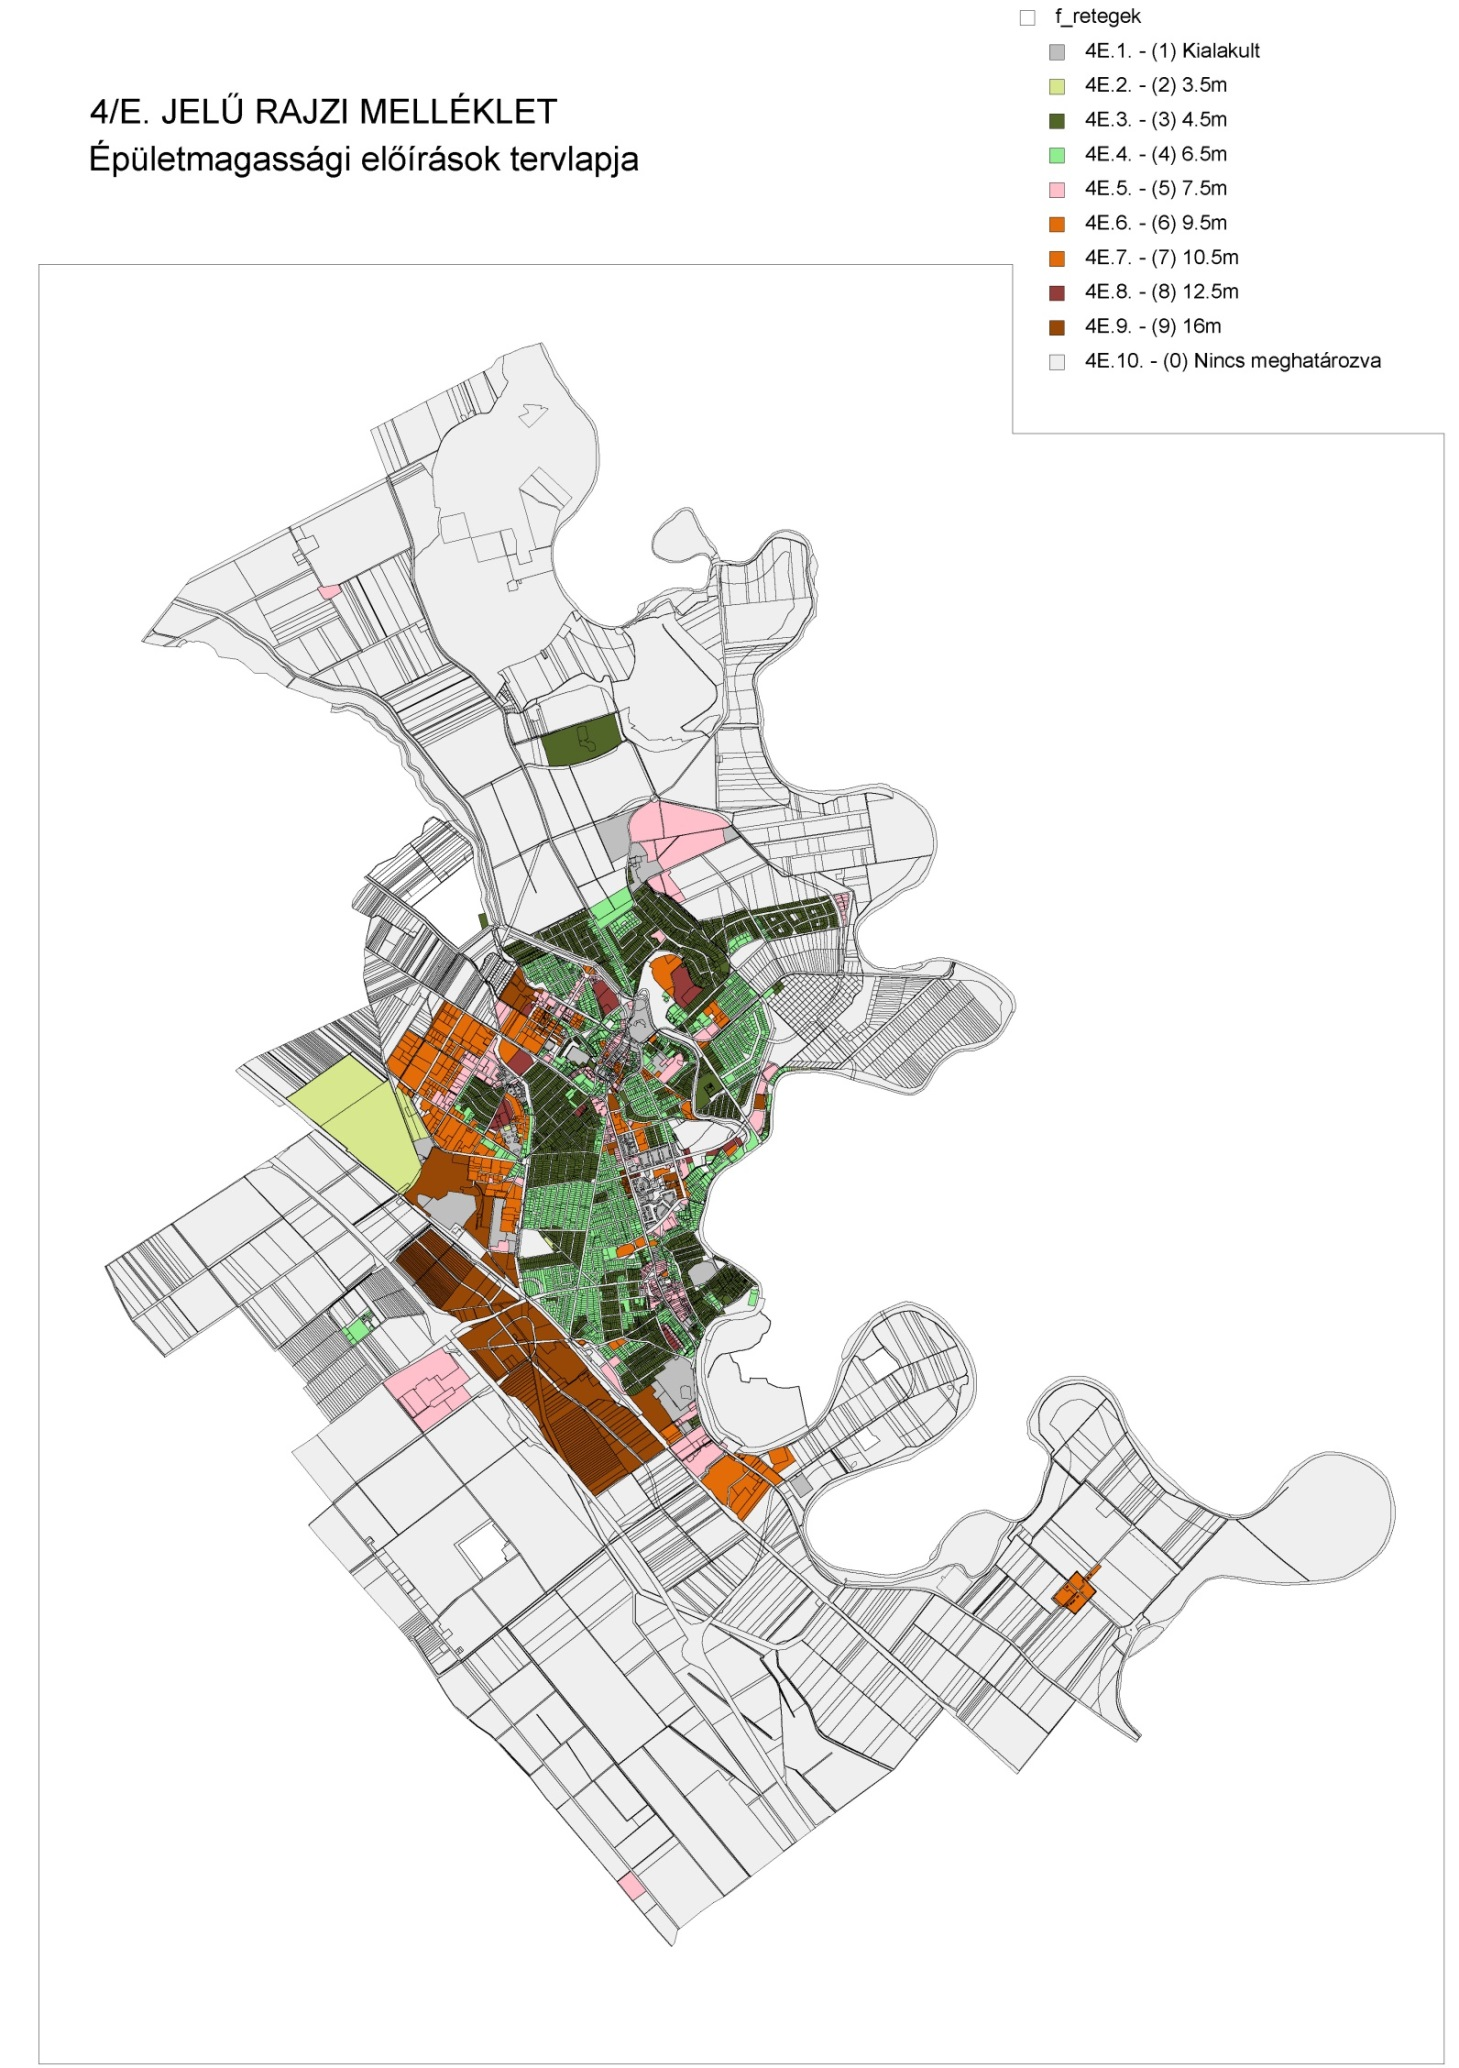 f_retegek
4E.1. - (1) Kialakult
4E.2. - (2) 3.5m
4E.3. - (3) 4.5m
4E.4. - (4) 6.5m
4E.5. - (5) 7.5m
4E.6. - (6) 9.5m
4E.7. - (7) 10.5m
4E.8. - (8) 12.5m
4E.9. - (9) 16m
4E.10. - (0) Nincs meghatározva
4/E. JELŰ RAJZI MELLÉKLET
Épületmagassági előírások tervlapja